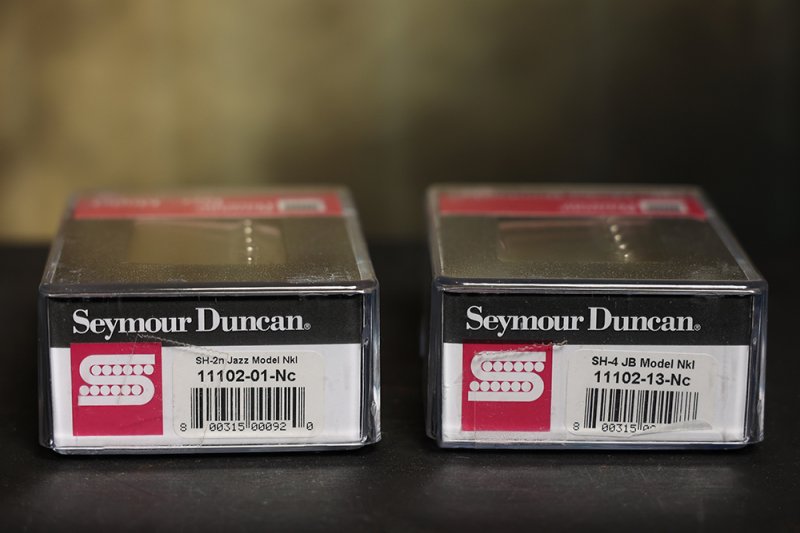 Seymour Duncan®
SH-2n Jazz Model Nkl
11102-01-Nc
8 00315 00092 0
Seymour Duncan®
SH-4 JB Model Nkl
11102-13-Nc
8 00315